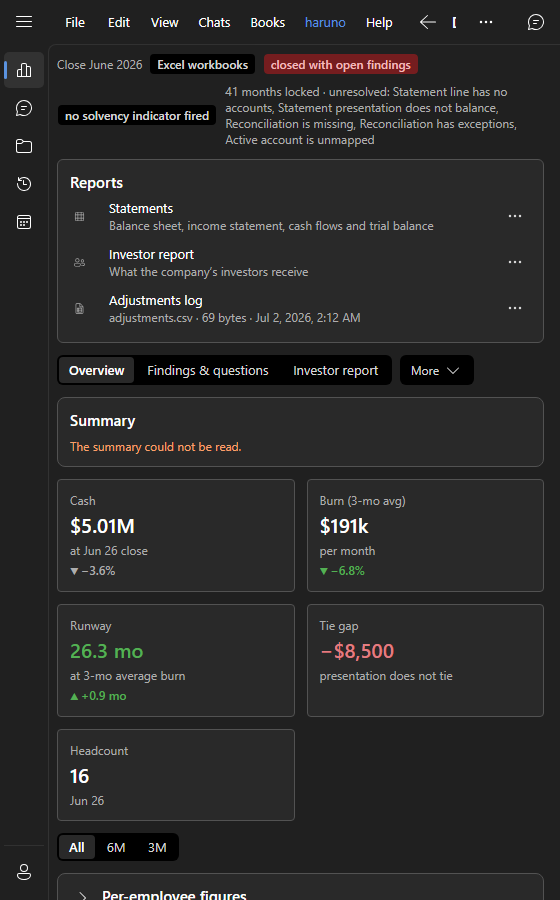 File Edit View Chats Books haruno Help
Close June 2026 Excel workbooks closed with open findings
no solvency indicator fired
41 months locked · unresolved: Statement line has no
accounts, Statement presentation does not balance,
Reconciliation is missing, Reconciliation has exceptions,
Active account is unmapped
Reports
Statements
Balance sheet, income statement, cash flows and trial balance
Investor report
What the company's investors receive
Adjustments log
adjustments.csv · 69 bytes · Jul 2, 2026, 2:12 AM
Overview Findings & questions Investor report More
Summary
The summary could not be read.
Cash
$5.01M
at Jun 26 close
▼ −3.6%
Burn (3-mo avg)
$191k
per month
▼ −6.8%
Runway
26.3 mo
at 3-mo average burn
▲ +0.9 mo
Tie gap
−$8,500
presentation does not tie
Headcount
16
Jun 26
All 6M 3M
Per-employee figures